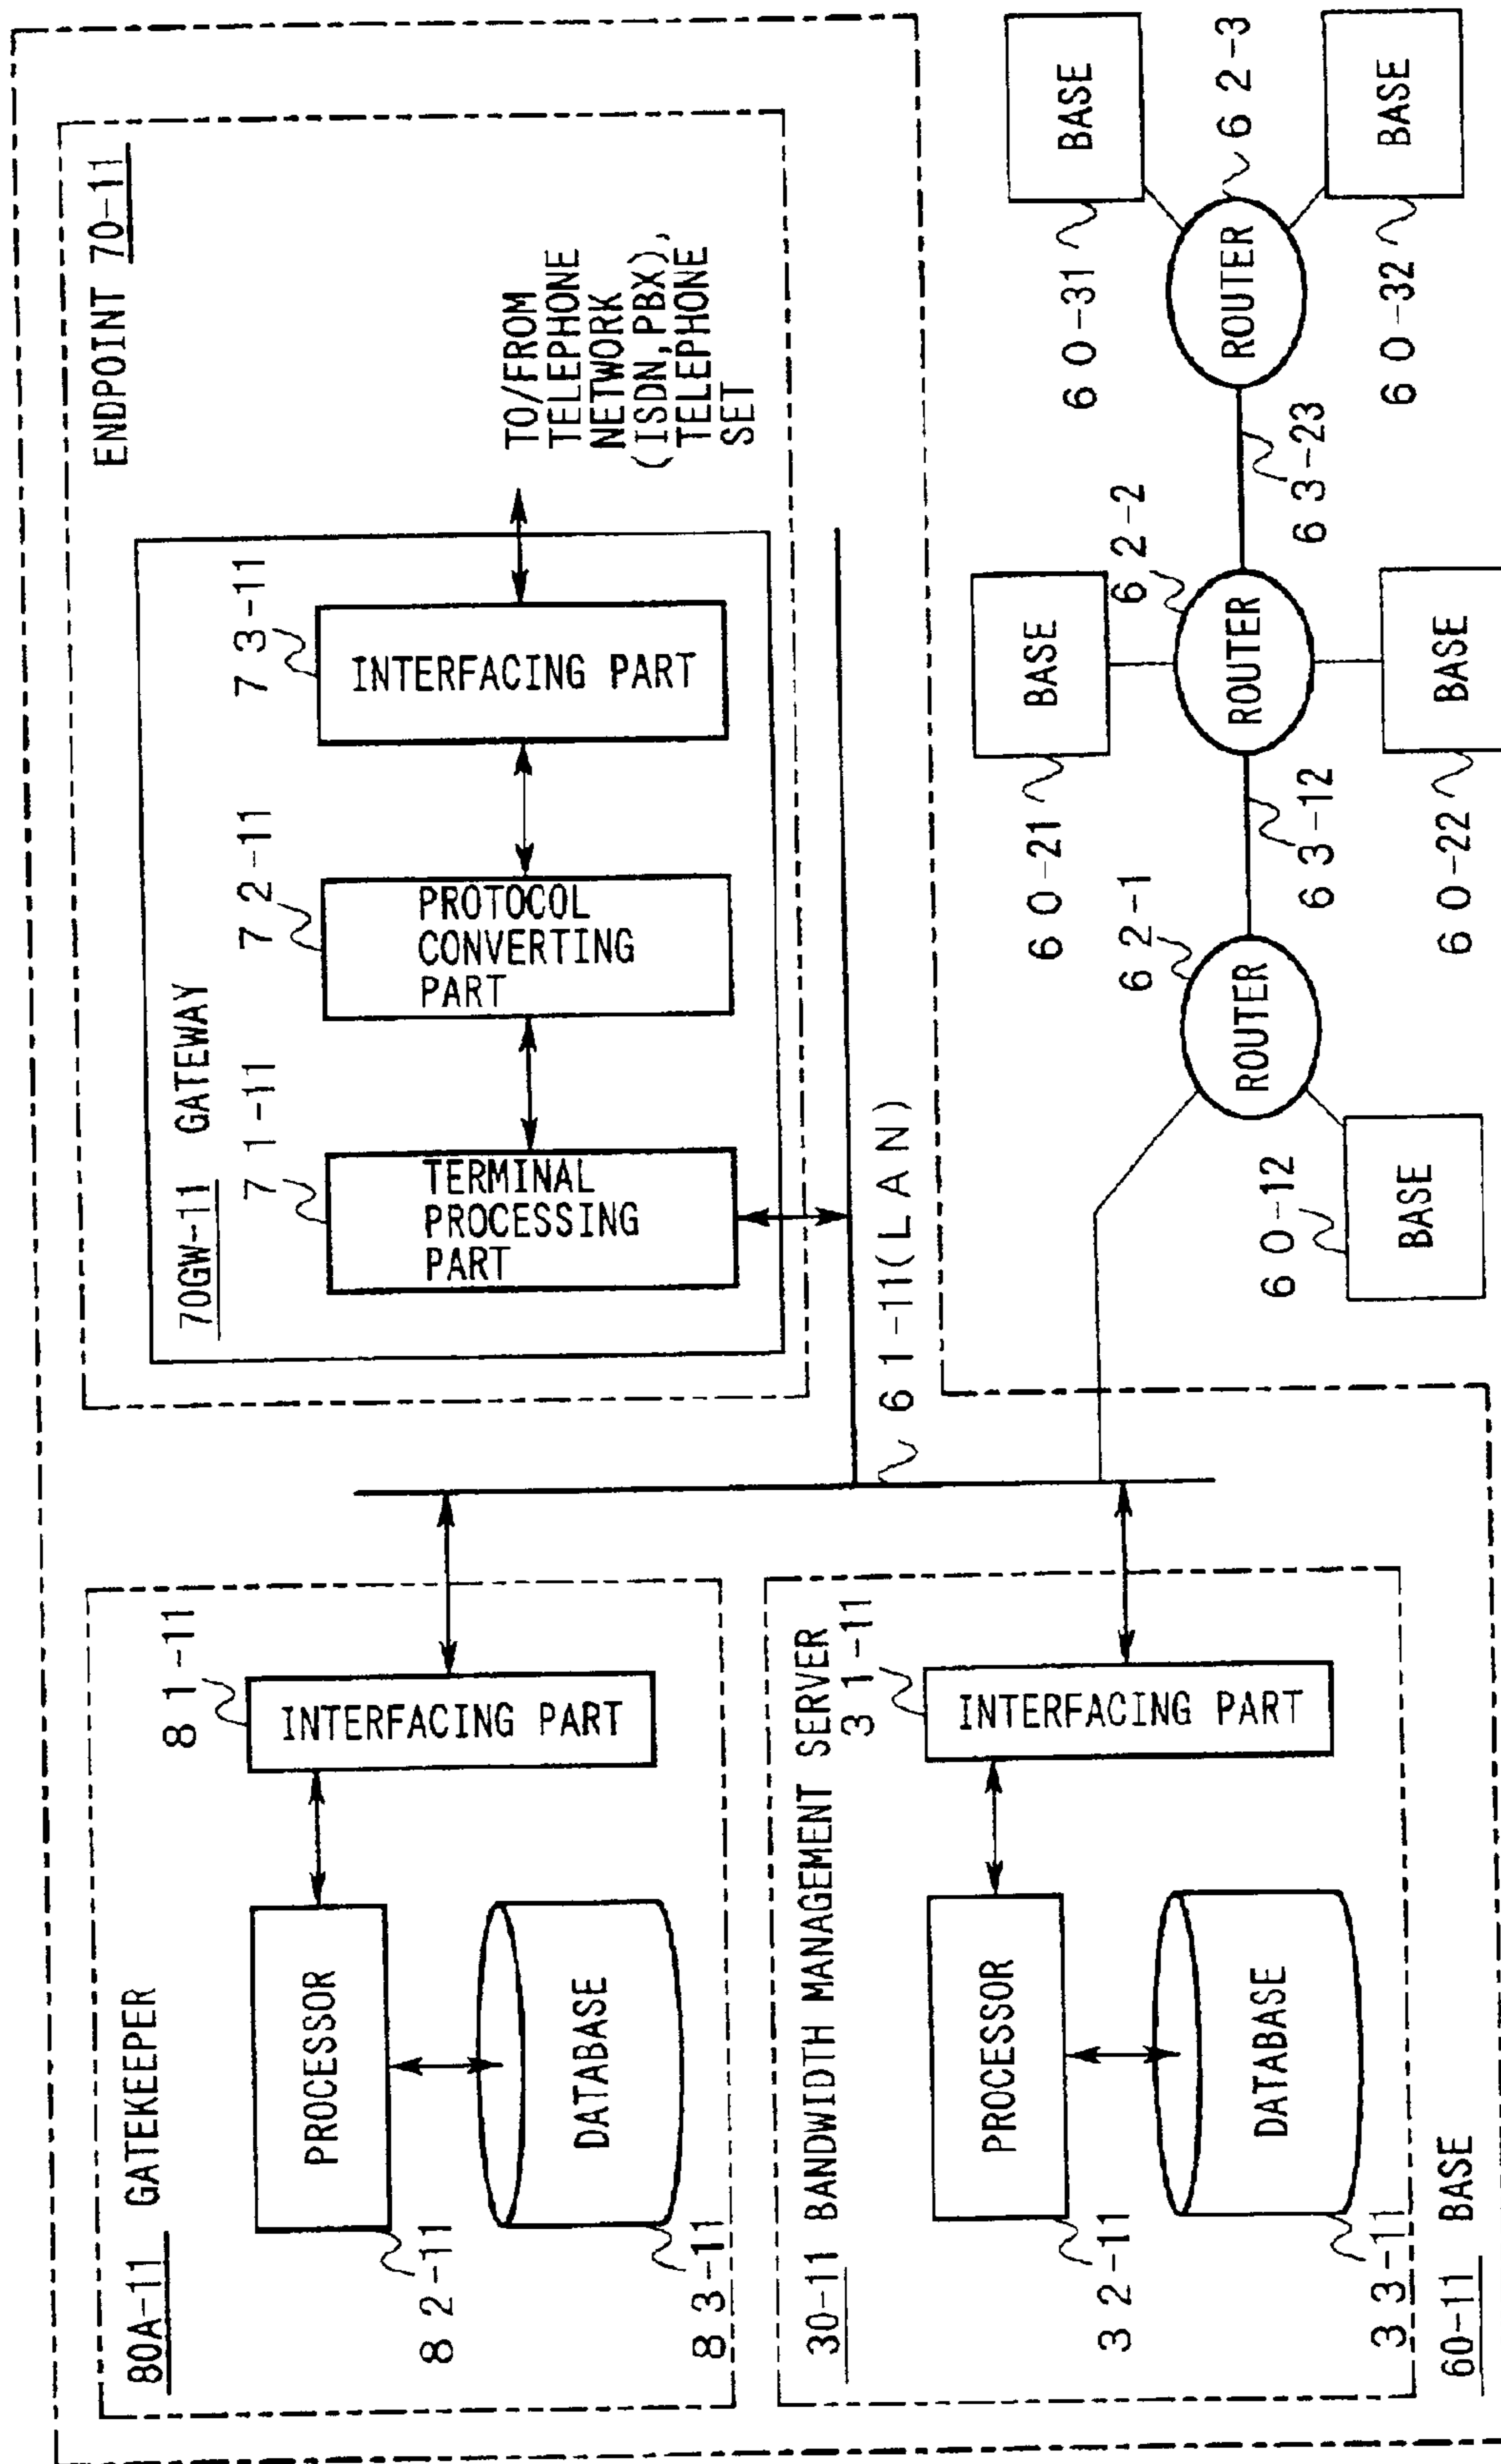 80A-11 GATEKEEPER
PROCESSOR
82-11
DATABASE
83-11
INTERFACING PART
81-11
30-11 BANDWIDTH MANAGEMENT SERVER
PROCESSOR
32-11
DATABASE
33-11
INTERFACING PART
31-11
60-11 BASE
ENDPOINT 70-11
70GW-11 GATEWAY
71-11
TERMINAL
PROCESSING
PART
72-11
PROTOCOL
CONVERTING
PART
73-11
INTERFACING PART
TO/FROM
TELEPHONE
NETWORK
(ISDN,PBX),
TELEPHONE
SET
61-11(LAN)
60-12
BASE
62-1
ROUTER
63-12
60-21
BASE
62-2
ROUTER
60-22
BASE
63-23
60-31
BASE
ROUTER
62-3
60-32
BASE